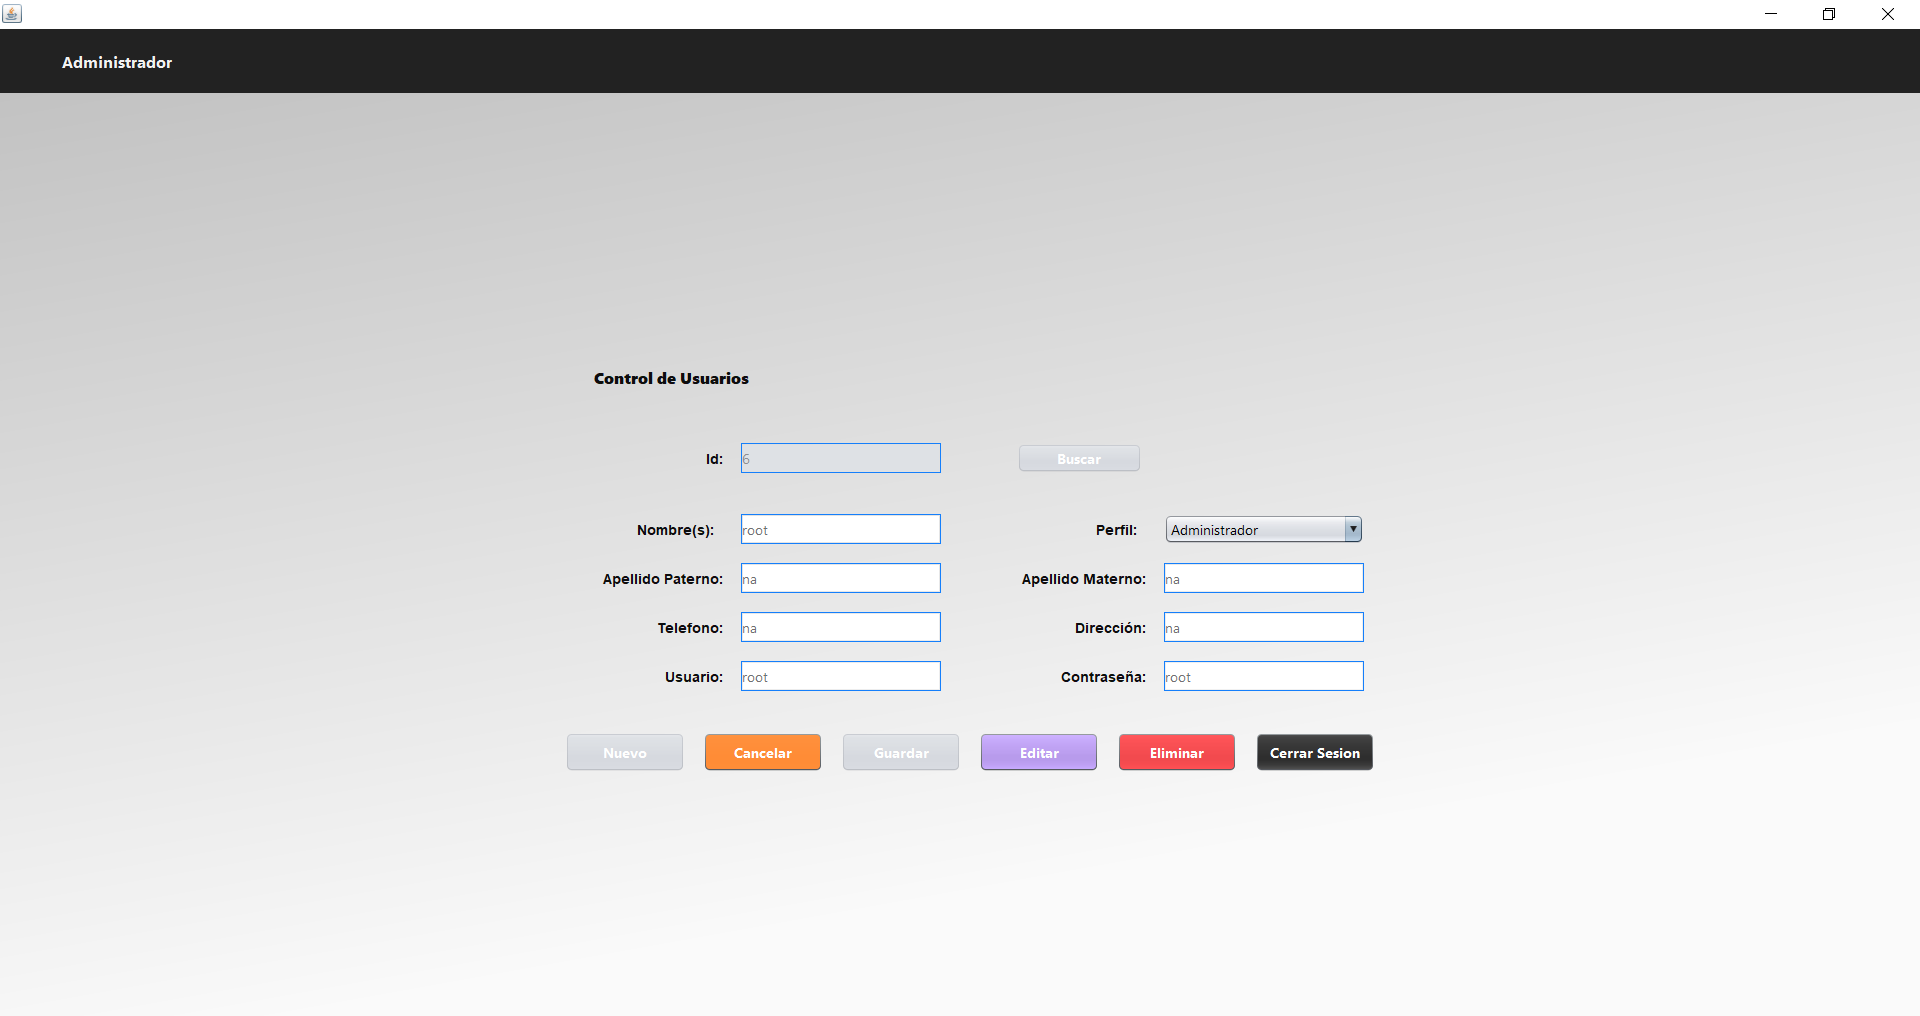 Administrador
Control de Usuarios
Id: 6 Buscar
Nombre(s): root Perfil: Administrador
Apellido Paterno: na Apellido Materno: na
Telefono: na Dirección: na
Usuario: root Contraseña: root
Nuevo Cancelar Guardar Editar Eliminar Cerrar Sesion